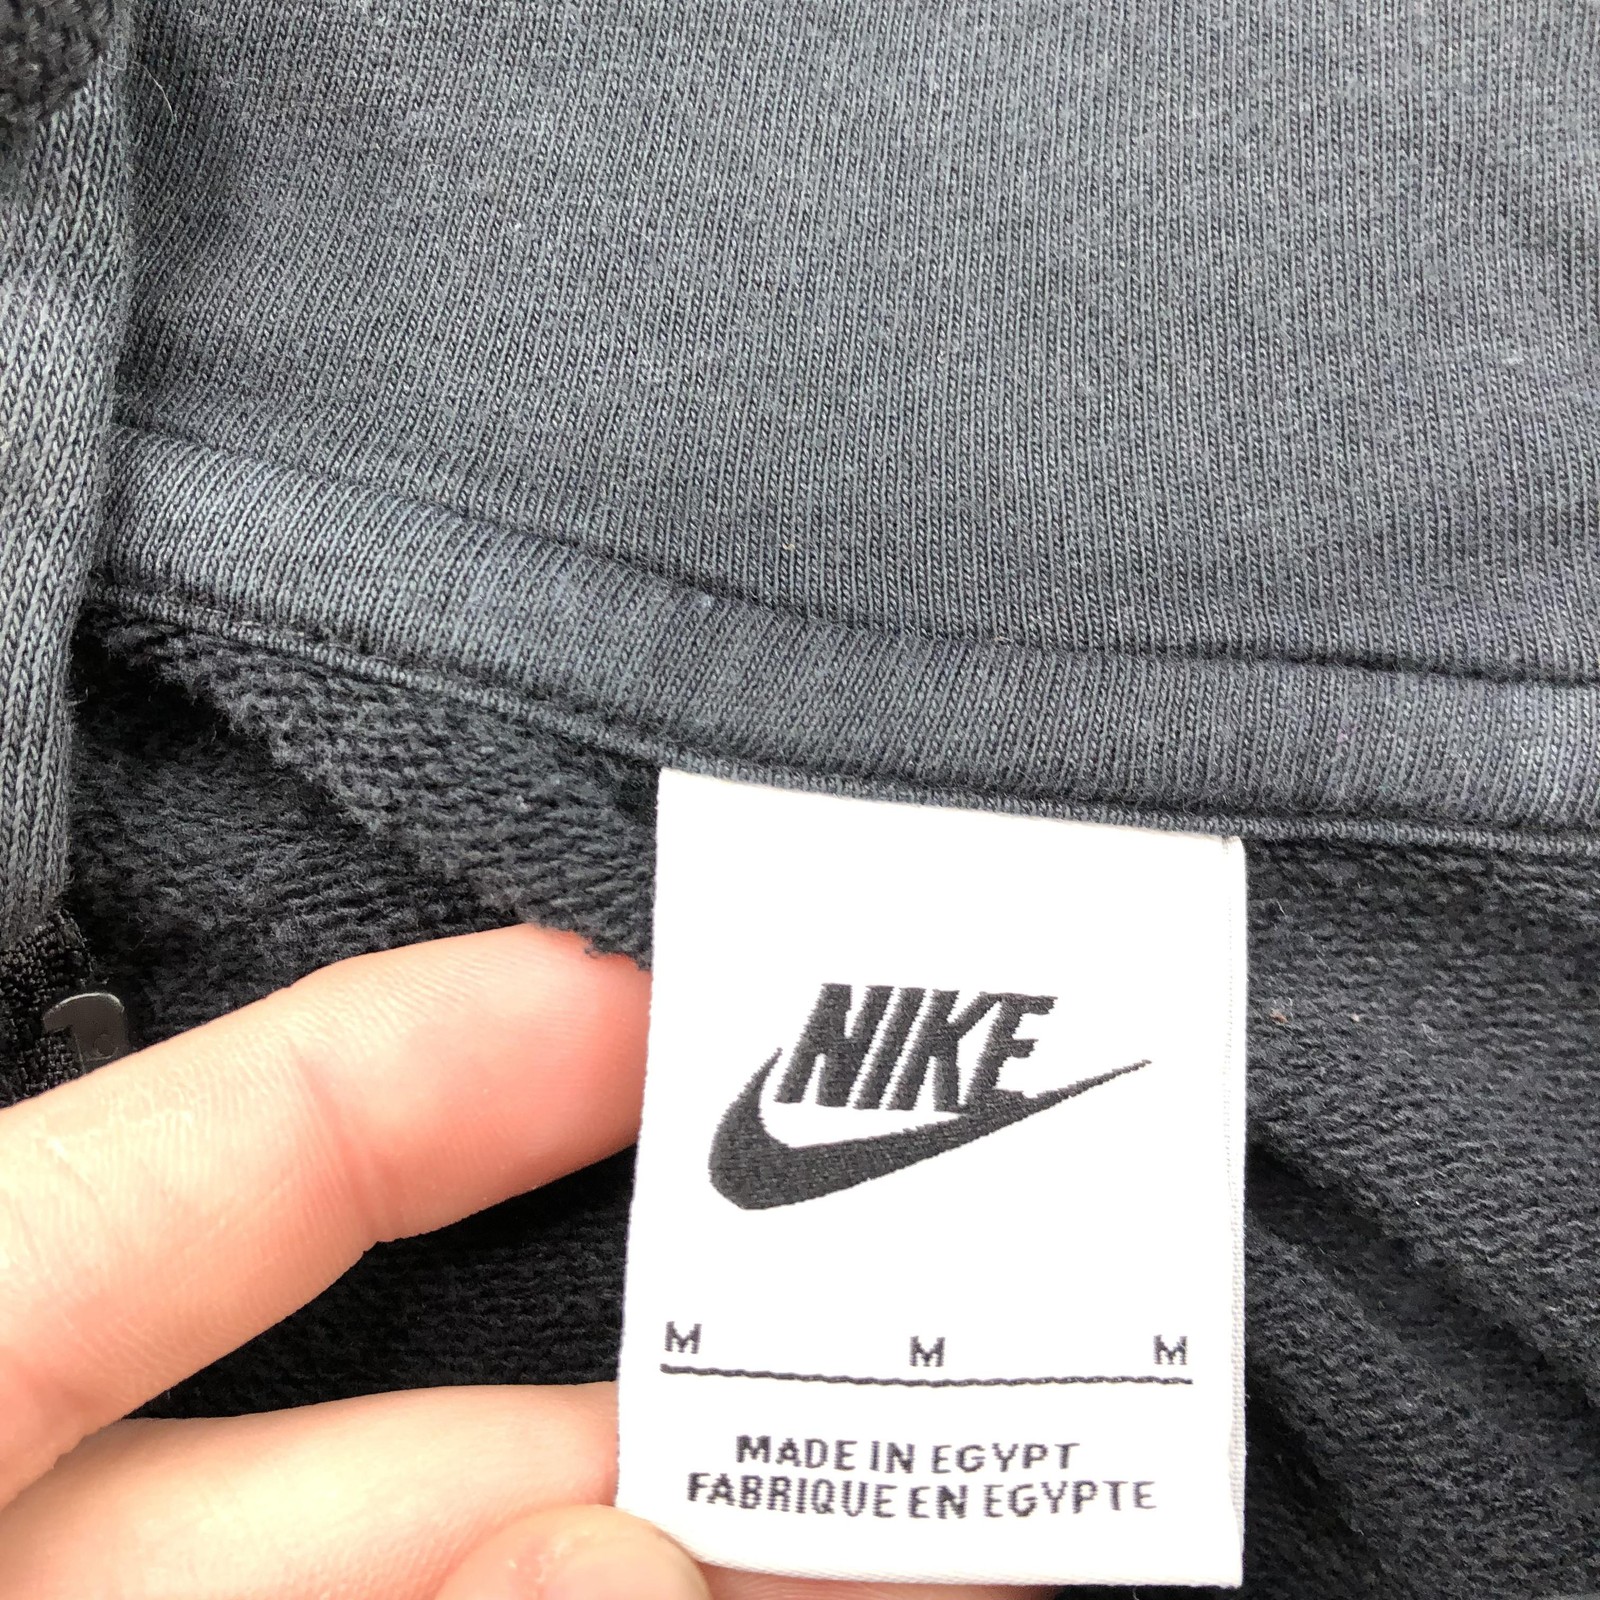 NIKE
M M M
MADE IN EGYPT
FABRIQUE EN EGYPTE